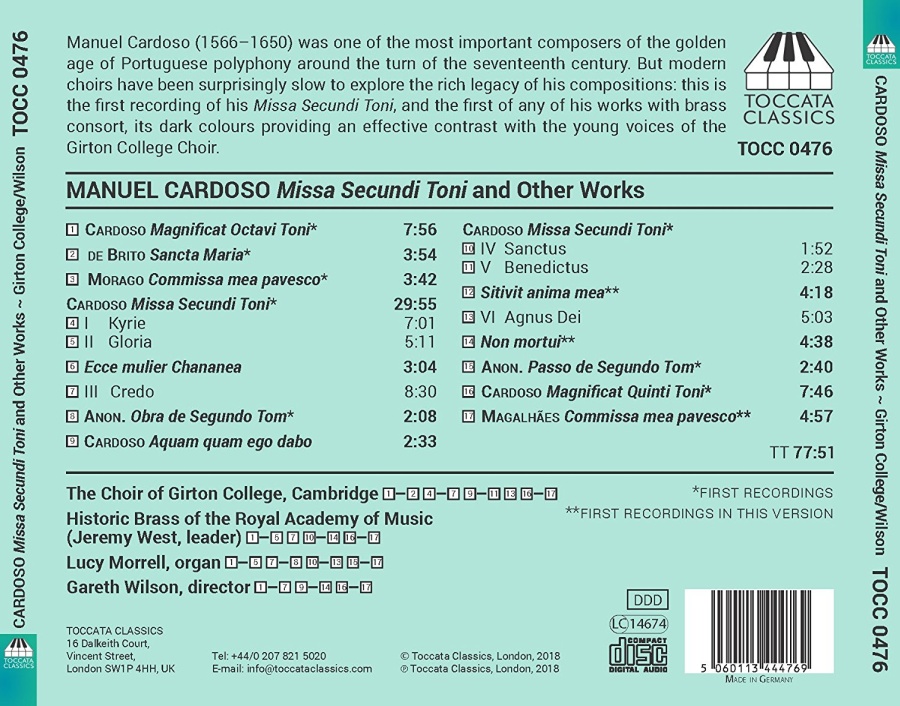 CARDOSO Missa Secundi Toni and Other Works ~ Girton College/Wilson TOCC 0476
TOCCATA
CLASSICS
Manuel Cardoso (1566–1650) was one of the most important composers of the golden
age of Portuguese polyphony around the turn of the seventeenth century. But modern
choirs have been surprisingly slow to explore the rich legacy of his compositions: this is
the first recording of his Missa Secundi Toni, and the first of any of his works with brass
consort, its dark colours providing an effective contrast with the young voices of the
Girton College Choir.
TOCCATA
CLASSICS
TOCC 0476
MANUEL CARDOSO Missa Secundi Toni and Other Works
1 CARDOSO Magnificat Octavi Toni* 7:56
2 DE BRITO Sancta Maria* 3:54
3 MORAGO Commissa mea pavesco* 3:42
CARDOSO Missa Secundi Toni* 29:55
4 I Kyrie 7:01
5 II Gloria 5:11
6 Ecce mulier Chananea 3:04
7 III Credo 8:30
8 ANON. Obra de Segundo Tom* 2:08
9 CARDOSO Aquam quam ego dabo 2:33
CARDOSO Missa Secundi Toni*
10 IV Sanctus 1:52
11 V Benedictus 2:28
12 Sitivit anima mea** 4:18
13 VI Agnus Dei 5:03
14 Non mortui** 4:38
15 ANON. Passo de Segundo Tom* 2:40
16 CARDOSO Magnificat Quinti Toni* 7:46
17 MAGALHÃES Commissa mea pavesco** 4:57
TT 77:51
The Choir of Girton College, Cambridge 1–2 4–7 9–11 13 16–17
Historic Brass of the Royal Academy of Music
(Jeremy West, leader) 1–5 7 10–14 16–17
Lucy Morrell, organ 1–5 7–8 10–13 15–17
Gareth Wilson, director 1–7 9–14 16–17
*FIRST RECORDINGS
**FIRST RECORDINGS IN THIS VERSION
TOCCATA CLASSICS
16 Dalkeith Court,
Vincent Street,
London SW1P 4HH, UK
Tel: +44/0 207 821 5020
E-mail: info@toccataclassics.com
© Toccata Classics, London, 2018
℗ Toccata Classics, London, 2018
DDD
LC 14674
COMPACT
disc
DIGITAL AUDIO
5 060113 444769
MADE IN GERMANY
TOCCATA
CLASSICS
CARDOSO Missa Secundi Toni and Other Works ~ Girton College/Wilson TOCC 0476